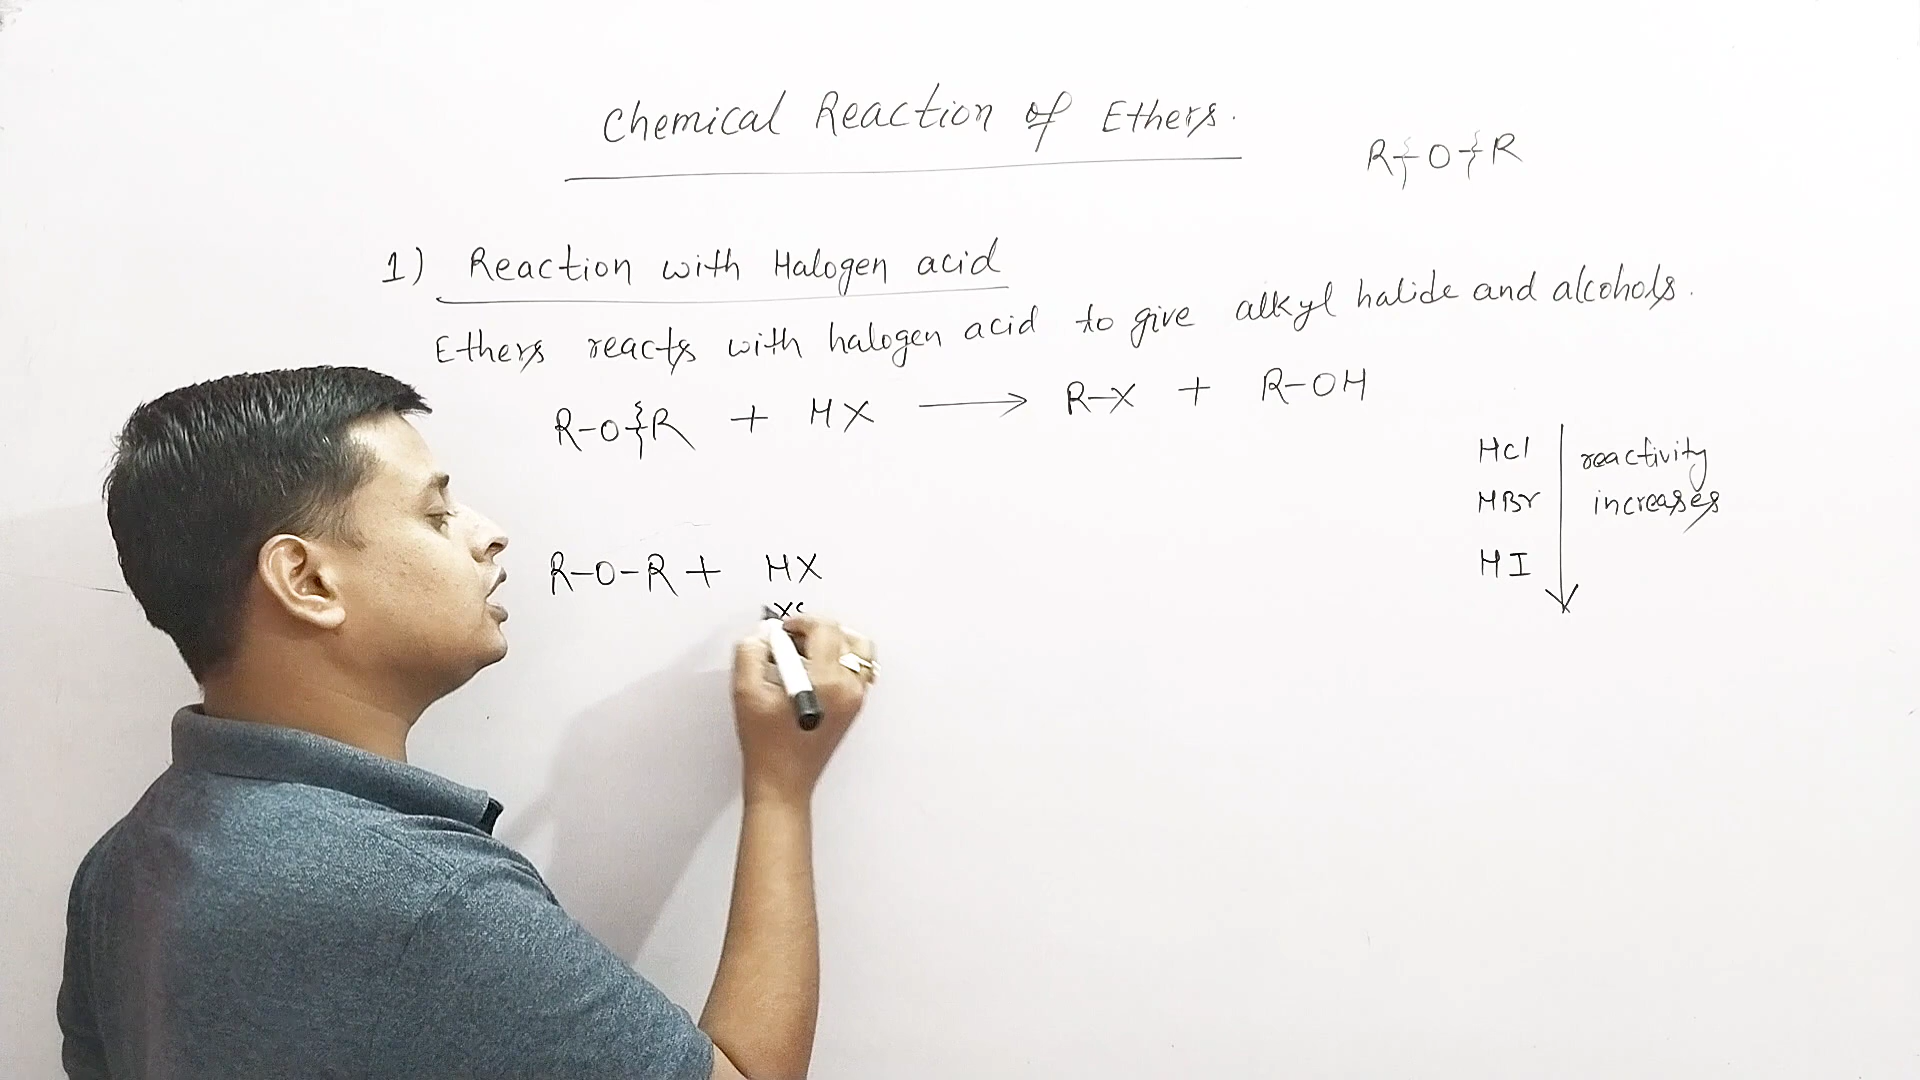 Chemical Reaction of Ethers.
R-O-R
1) Reaction with Halogen acid
Ethers reacts with halogen acid to give alkyl halide and alcohols.
R-O-R + HX → R-X + R-OH
HCl
HBr
HI
reactivity
increases
R-O-R + HX